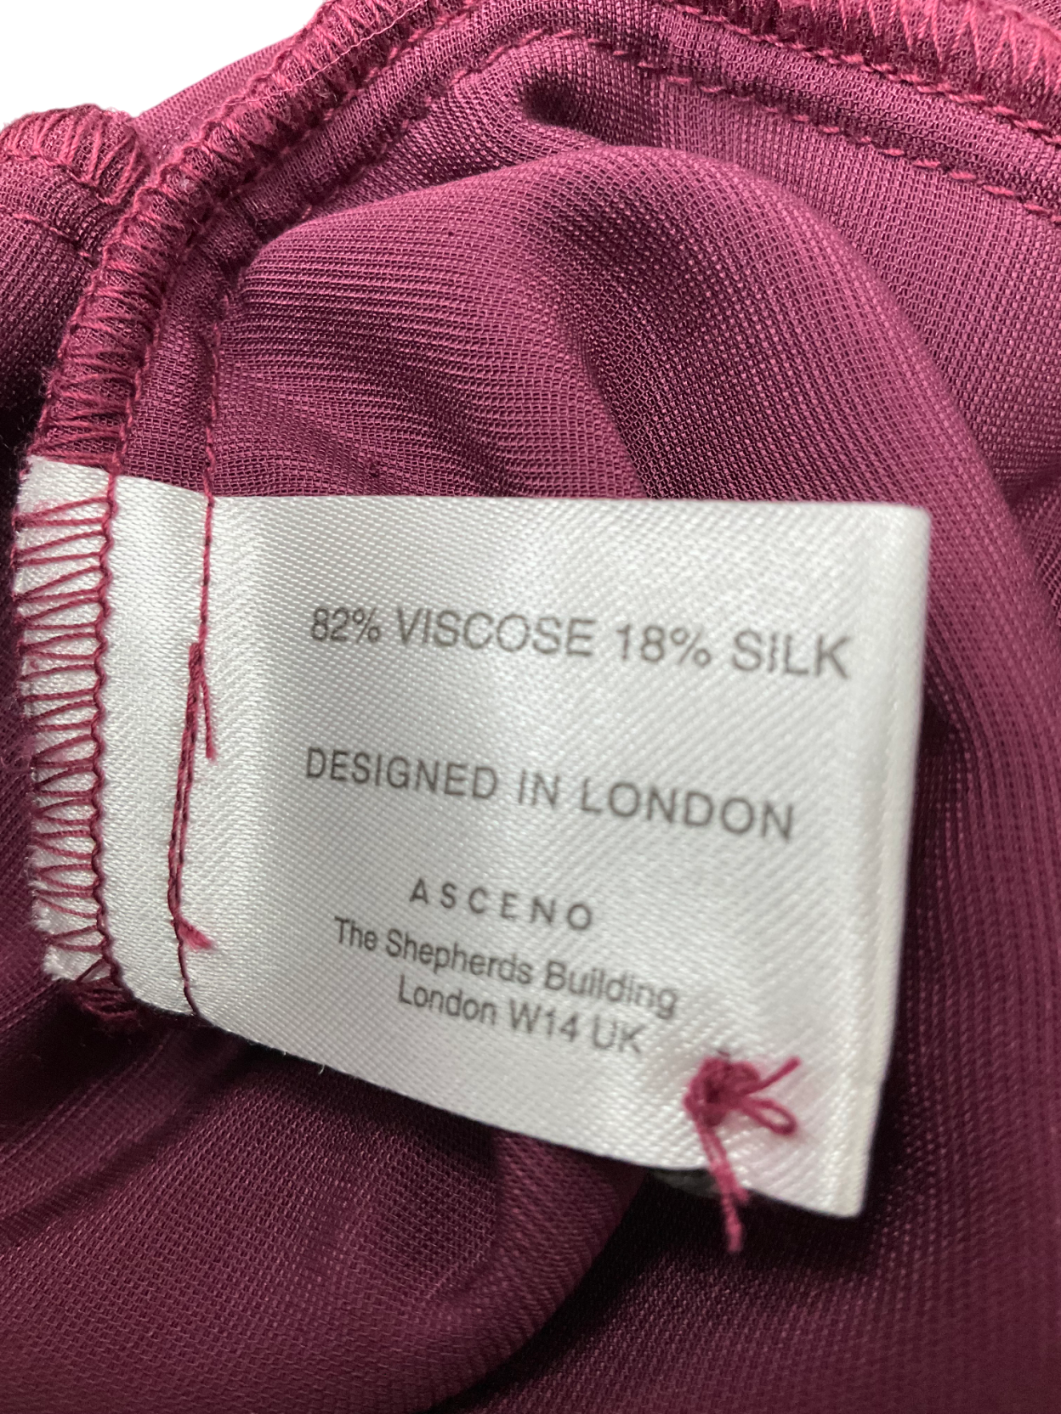 82% VISCOSE 18% SILK
DESIGNED IN LONDON
ASCENO
The Shepherds Building
London W14 UK